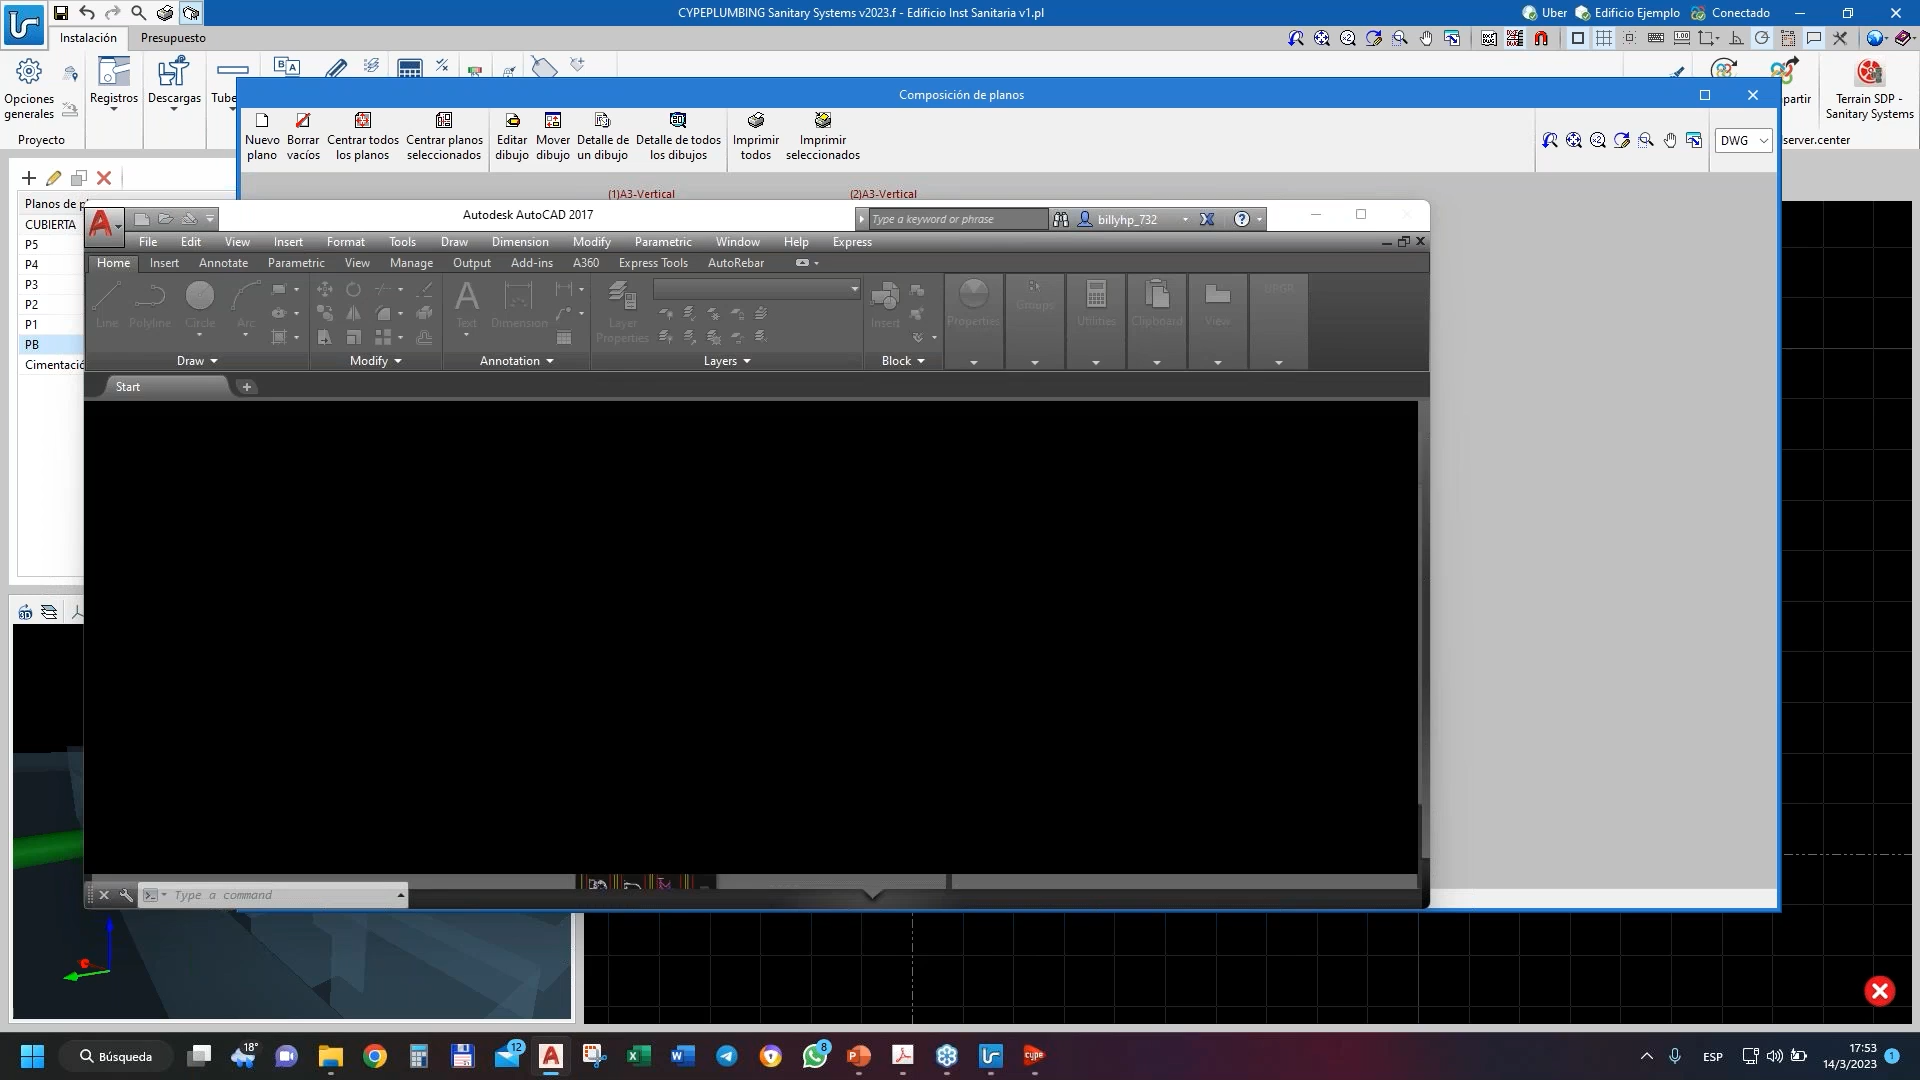 CYPEPLUMBING Sanitary Systems v2023.f - Edificio Inst Sanitaria v1.pl
Uber
Edificio Ejemplo
Conectado
Instalación
Presupuesto
Opciones
generales
Registros
Descargas
Tube
Proyecto
partir
Terrain SDP -
Sanitary Systems
server.center
Composición de planos
Nuevo
plano
Borrar
vacíos
Centrar todos
los planos
Centrar planos
seleccionados
Editar
dibujo
Mover
dibujo
Detalle de
un dibujo
Detalle de todos
los dibujos
Imprimir
todos
Imprimir
seleccionados
DWG
(1)A3-Vertical
(2)A3-Vertical
Planos de p
CUBIERTA
P5
P4
P3
P2
P1
PB
Cimentació
Autodesk AutoCAD 2017
Type a keyword or phrase
billyhp_732
File Edit View Insert Format Tools Draw Dimension Modify Parametric Window Help Express
Home Insert Annotate Parametric View Manage Output Add-ins A360 Express Tools AutoRebar
Line
Polyline
Circle
Arc
Text
Dimension
Layer
Properties
Insert
Properties
Groups
Utilities
Clipboard
View
Draw
Modify
Annotation
Layers
Block
Start
Type a command
3D
Búsqueda
18°
12
8
cype
ESP
17:53
14/3/2023
1